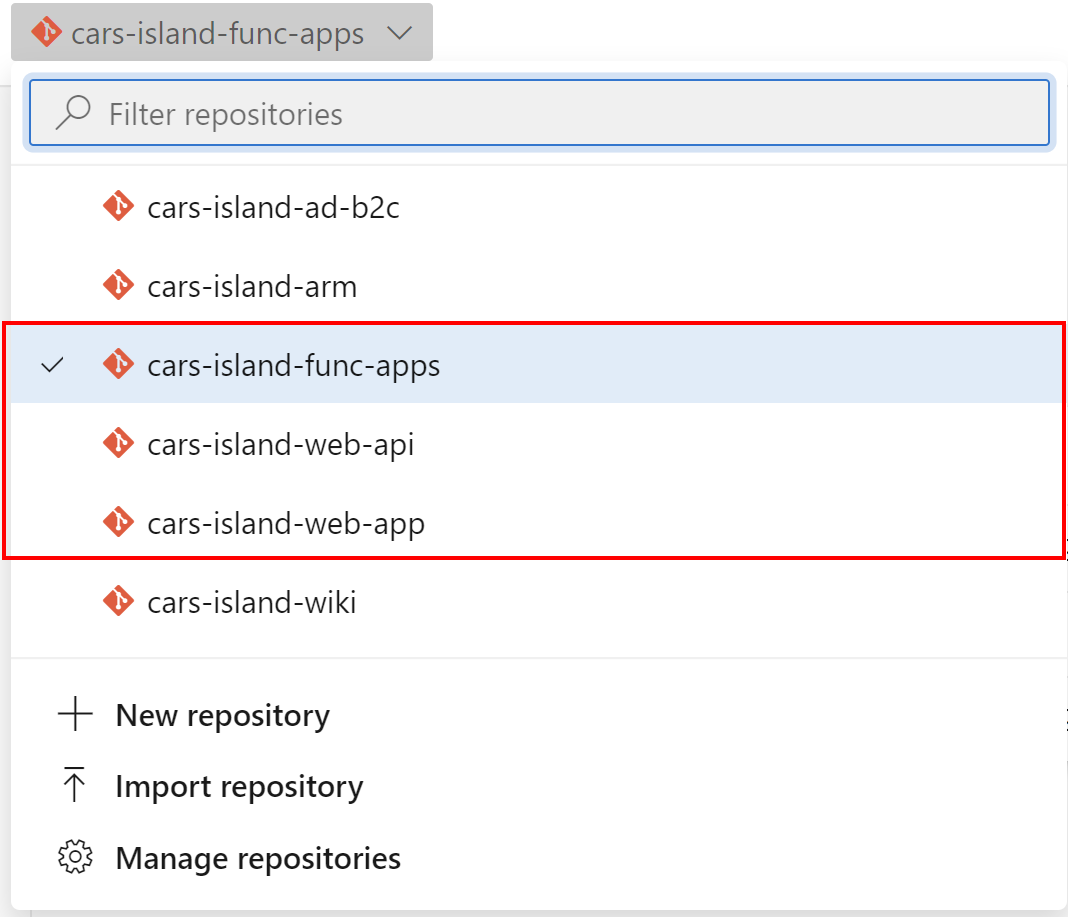 cars-island-func-apps
Filter repositories
cars-island-ad-b2c
cars-island-arm
cars-island-func-apps
cars-island-web-api
cars-island-web-app
cars-island-wiki
New repository
Import repository
Manage repositories